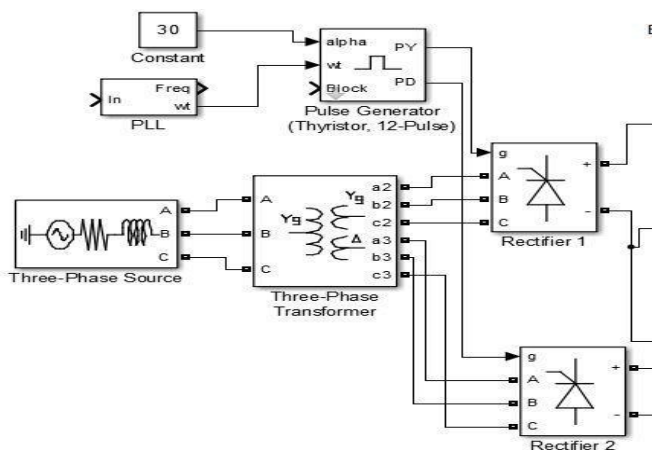 30
Constant
alpha
wt
Block
PY
PD
Pulse Generator
(Thyristor, 12-Pulse)
In
Freq
wt
PLL
A
B
C
Three-Phase Source
A
B
C
Yg
Yg
Δ
a2
b2
c2
a3
b3
c3
Three-Phase
Transformer
g
A
B
C
+
-
Rectifier 1
g
A
B
C
+
-
Rectifier 2